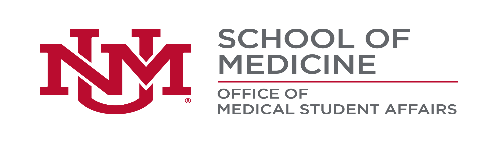 UNM
®
SCHOOL OF
MEDICINE
OFFICE OF
MEDICAL STUDENT AFFAIRS